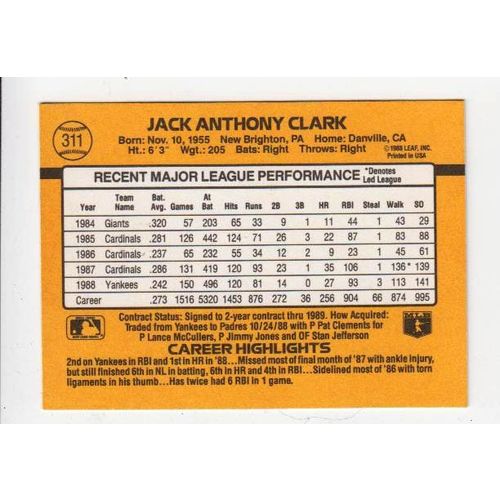 311
JACK ANTHONY CLARK
Born: Nov. 10, 1955 New Brighton, PA Home: Danville, CA
Ht.: 6'3" Wgt.: 205 Bats: Right Throws: Right
©1988 LEAF, INC.
Printed in USA
RECENT MAJOR LEAGUE PERFORMANCE *Denotes Led League
Year Team Name Bat. Avg. Games At Bat Hits Runs 2B 3B HR RBI Steal Walk SO
1984 Giants .320 57 203 65 33 9 1 11 44 1 43 29
1985 Cardinals .281 126 442 124 71 26 3 22 87 1 83 88
1986 Cardinals .237 65 232 55 34 12 2 9 23 1 45 61
1987 Cardinals .286 131 419 120 93 23 1 35 106 1 136* 139
1988 Yankees .242 150 496 120 81 14 0 27 93 3 113 141
Career .273 1516 5320 1453 876 272 36 256 904 66 874 995
Contract Status: Signed to 2-year contract thru 1989. How Acquired:
Traded from Yankees to Padres 10/24/88 with P Pat Clements for
P Lance McCullers, P Jimmy Jones and OF Stan Jefferson
MLB
CAREER HIGHLIGHTS
2nd on Yankees in RBI and 1st in HR in '88...Missed most of final month of '87 with ankle injury,
but still finished 6th in NL in batting, 6th in HR and 4th in RBI... Sidelined most of '86 with torn
ligaments in his thumb...Has twice had 6 RBI in 1 game.